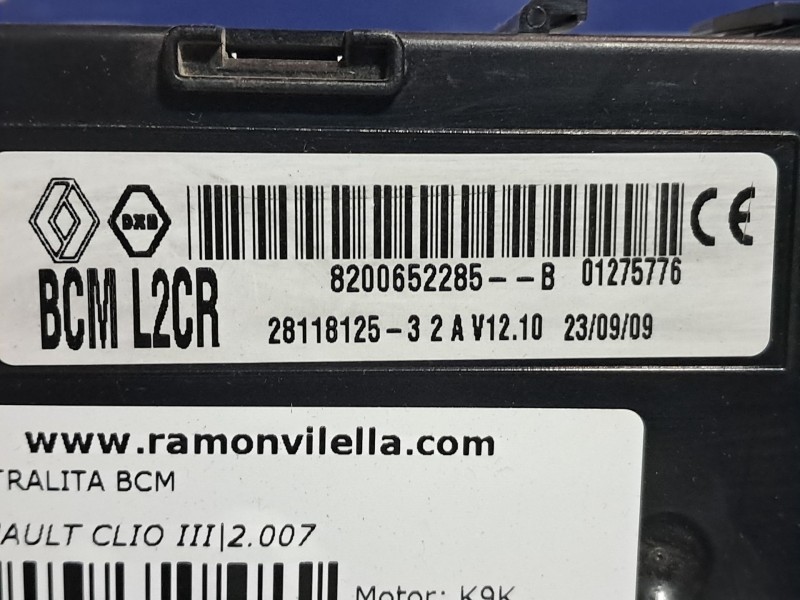 BCM L2CR
8200652285--B 01275776
28118125-3 2 A V12.10 23/09/09
CE
www.ramonvilella.com
TRALITA BCM
AULT CLIO III|2.007
Motor: K9K